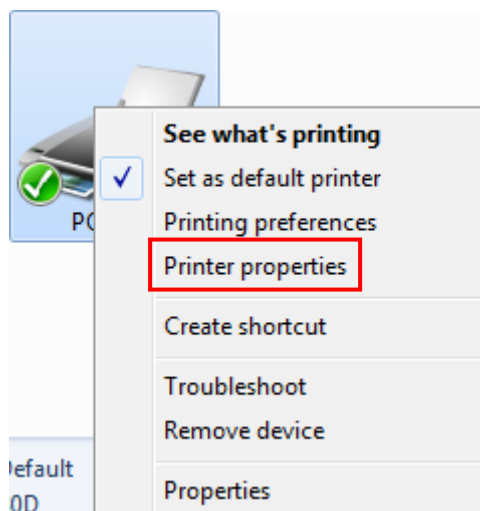 See what's printing
Set as default printer
Printing preferences
Printer properties
Create shortcut
Troubleshoot
Remove device
Properties